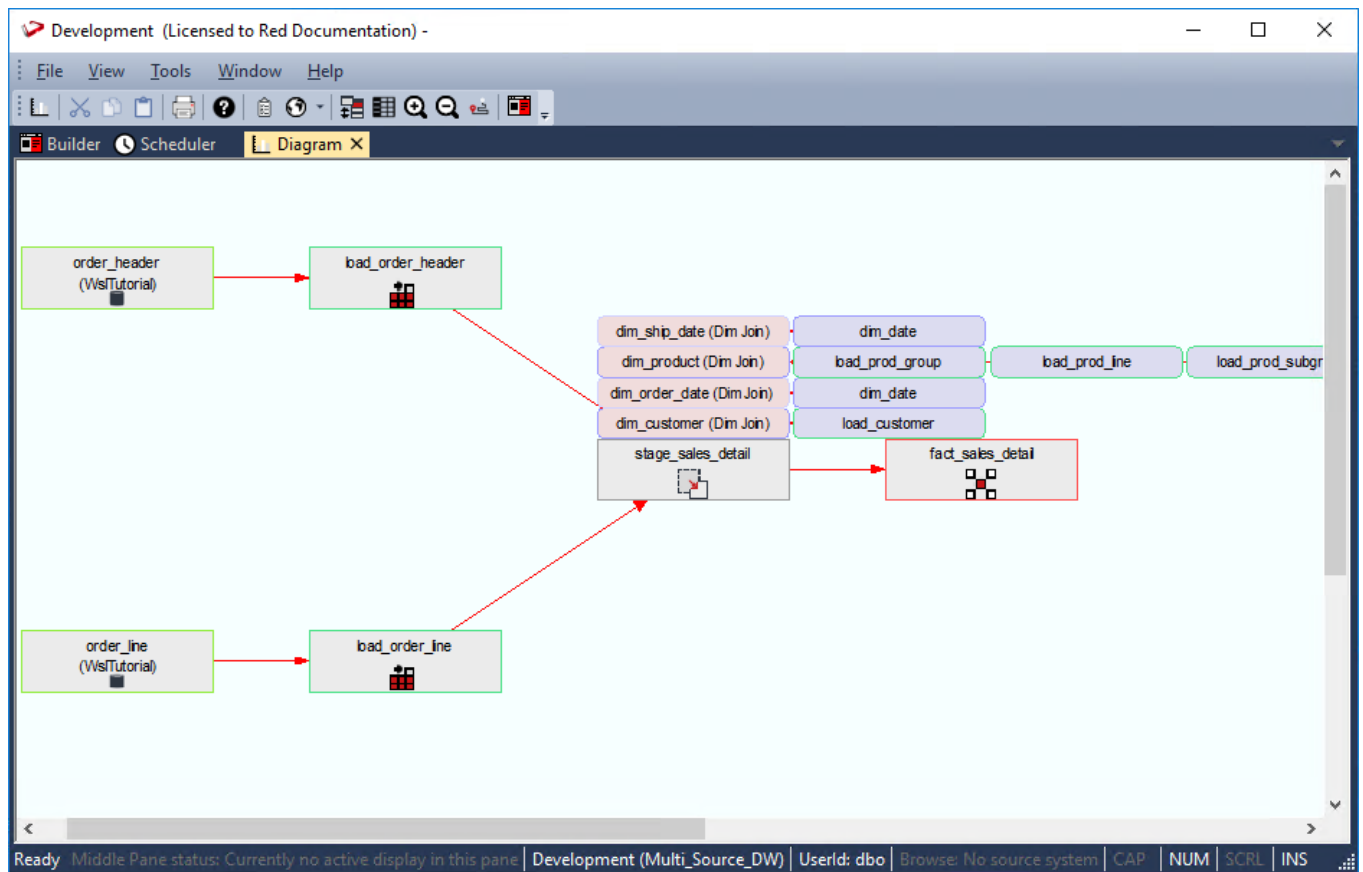 Development (Licensed to Red Documentation) -
File View Tools Window Help
Builder Scheduler Diagram
order_header
(WslTutorial)
load_order_header
dim_ship_date (Dim Join) dim_date
dim_product (Dim Join) load_prod_group load_prod_line load_prod_subgr
dim_order_date (Dim Join) dim_date
dim_customer (Dim Join) load_customer
stage_sales_detail
fact_sales_detail
order_line
(WslTutorial)
load_order_line
Ready Middle Pane status: Currently no active display in this pane Development (Multi_Source_DW) UserId: dbo Browse: No source system CAP NUM SCRL INS